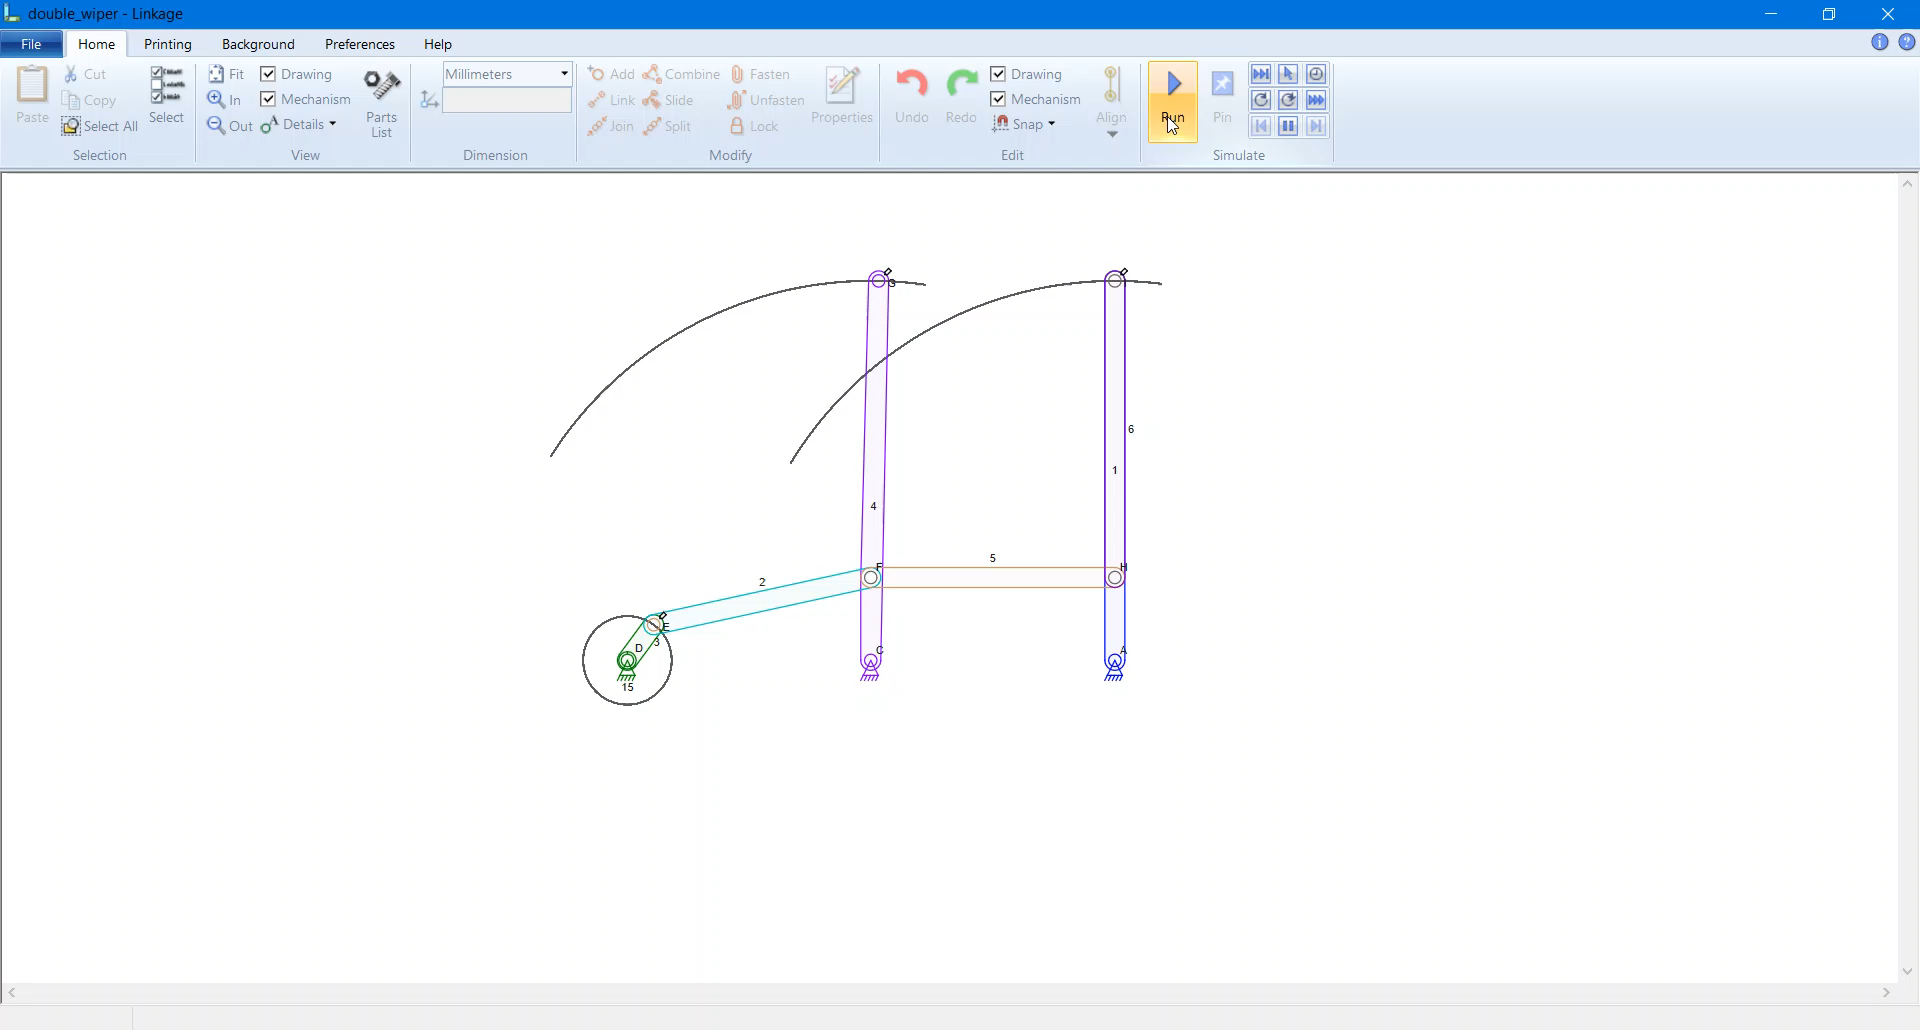 double_wiper - Linkage
File Home Printing Background Preferences Help
Paste
Cut
Copy
Select All
Select
Selection
Fit
In
Out
Drawing
Mechanism
Details
Parts
List
View
Millimeters
Dimension
Add
Link
Join
Combine
Slide
Split
Fasten
Unfasten
Lock
Properties
Modify
Undo
Redo
Drawing
Mechanism
Snap
Align
Edit
Run
Pin
Simulate
G
6
1
4
5
F
H
2
E
3
D
C
A
15